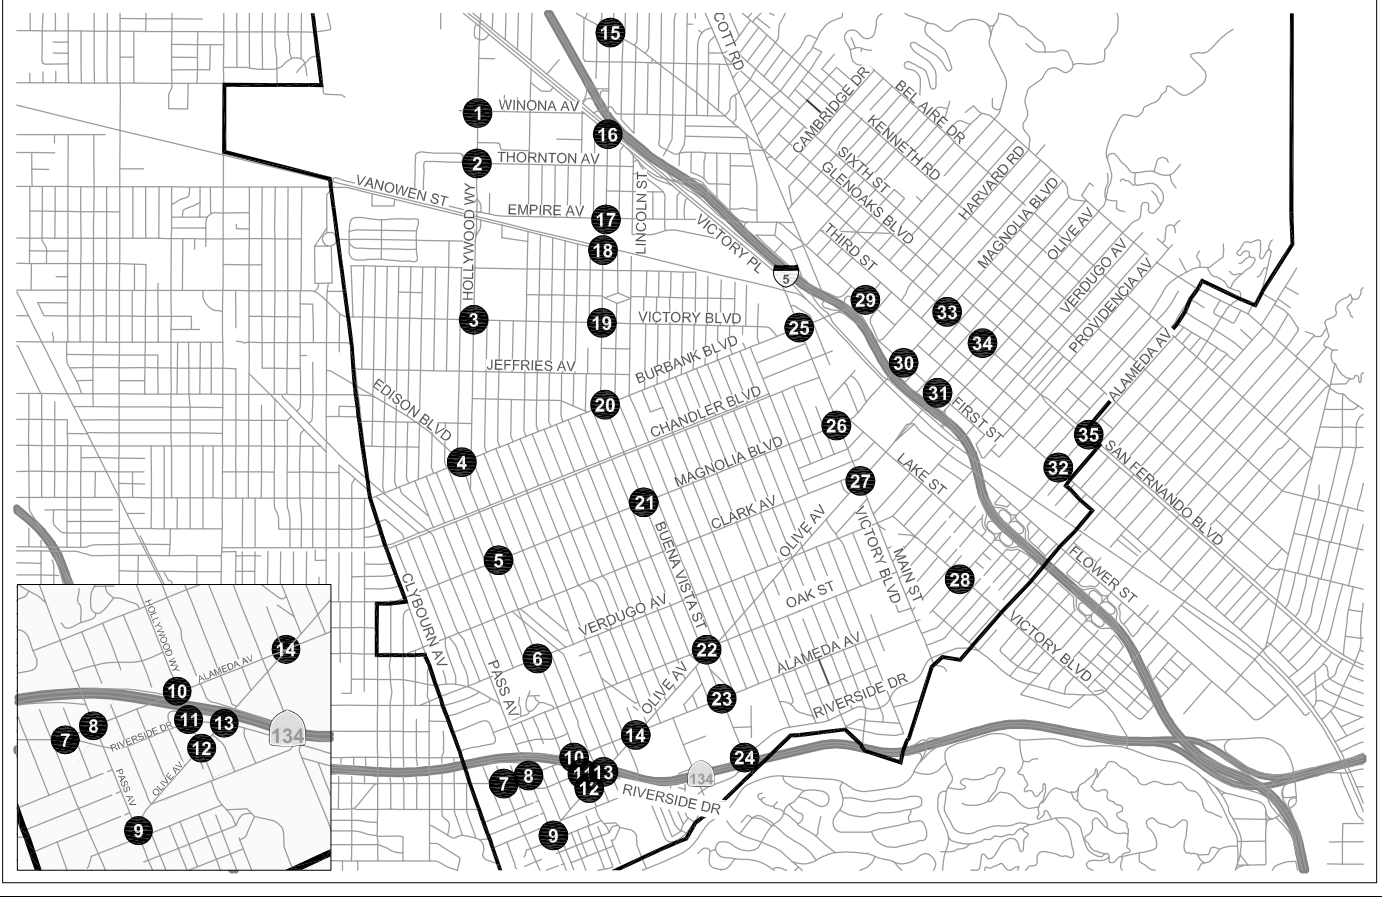 15
COTT RD
1
WINONA AV
16
CAMBRIDGE DR
BEL AIRE DR
KENNETH RD
2
THORNTON AV
SIXTH ST
GLENOAKS BLVD
HARVARD RD
VANOWEN ST
HOLLYWOOD WY
EMPIRE AV
17
LINCOLN ST
18
VICTORY PL
5
THIRD ST
MAGNOLIA BLVD
OLIVE AV
VERDUGO AV
PROVIDENCIA AV
3
19
VICTORY BLVD
25
29
33
34
JEFFRIES AV
BURBANK BLVD
30
31
FIRST ST
ALAMEDA AV
EDISON BLVD
20
CHANDLER BLVD
26
35
4
MAGNOLIA BLVD
LAKE ST
32
SAN FERNANDO BLVD
21
27
CLARK AV
OLIVE AV
5
BUENA VISTA ST
VICTORY BLVD
MAIN ST
28
FLOWER ST
CLYBOURN AV
VERDUGO AV
OAK ST
VICTORY BLVD
6
22
ALAMEDA AV
PASS AV
OLIVE AV
23
RIVERSIDE DR
14
24
10
11
13
12
7
8
134
RIVERSIDE DR
9
HOLLYWOOD WY
14
ALAMEDA AV
10
11
13
8
7
RIVERSIDE DR
12
134
PASS AV
OLIVE AV
9